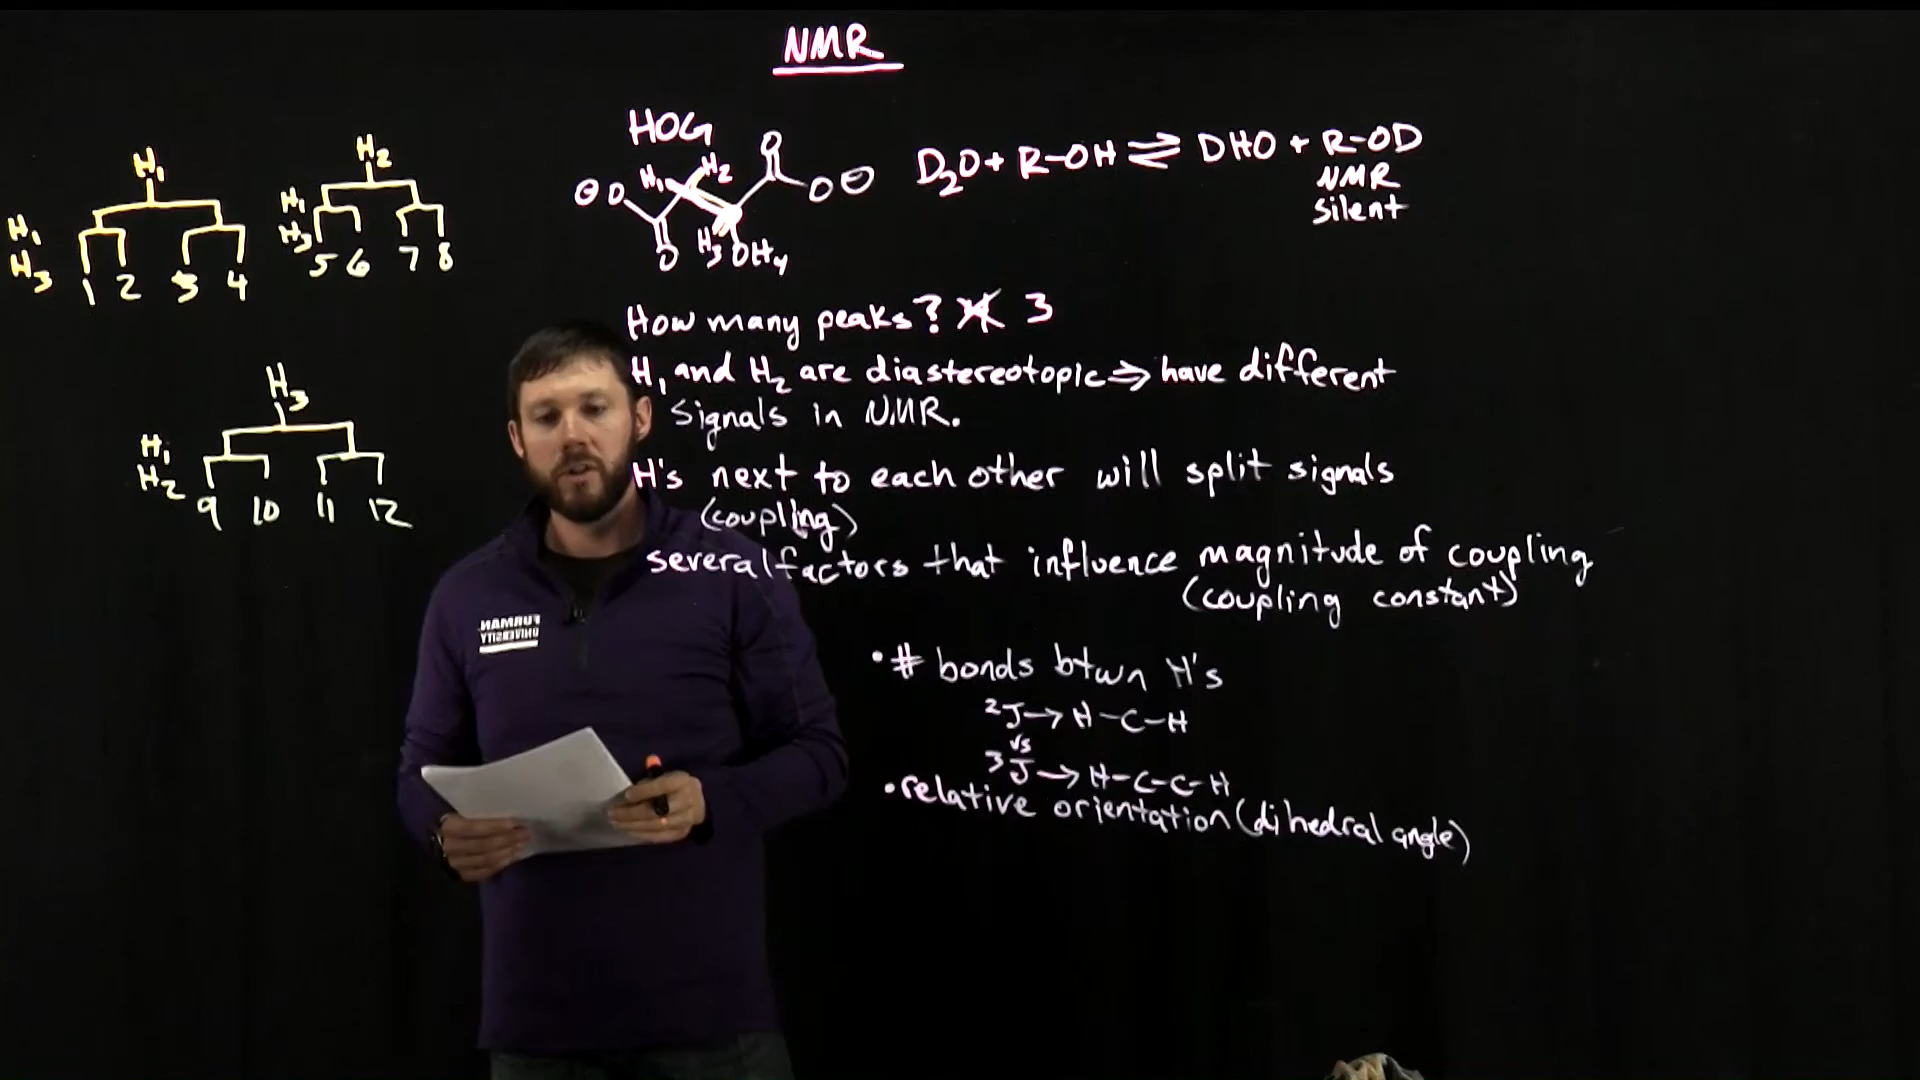 NMR
HOG
H1 H2
⊖O
O
O⊖
O
H3 OH4
D2O + R-OH ⇌ DHO + R-OD
NMR
Silent
H1
H1
H3
1 2 3 4
H2
H1
H3
5 6 7 8
H3
H1
H2
9 10 11 12
How many peaks? 3
H1 and H2 are diastereotopic ⇒ have different
signals in NMR.
H's next to each other will split signals
(coupling)
several factors that influence magnitude of coupling
(coupling constant)
• # bonds btwn H's
²J → H-C-H
vs
³J → H-C-C-H
• relative orientation (dihedral angle)
FURMAN
UNIVERSITY